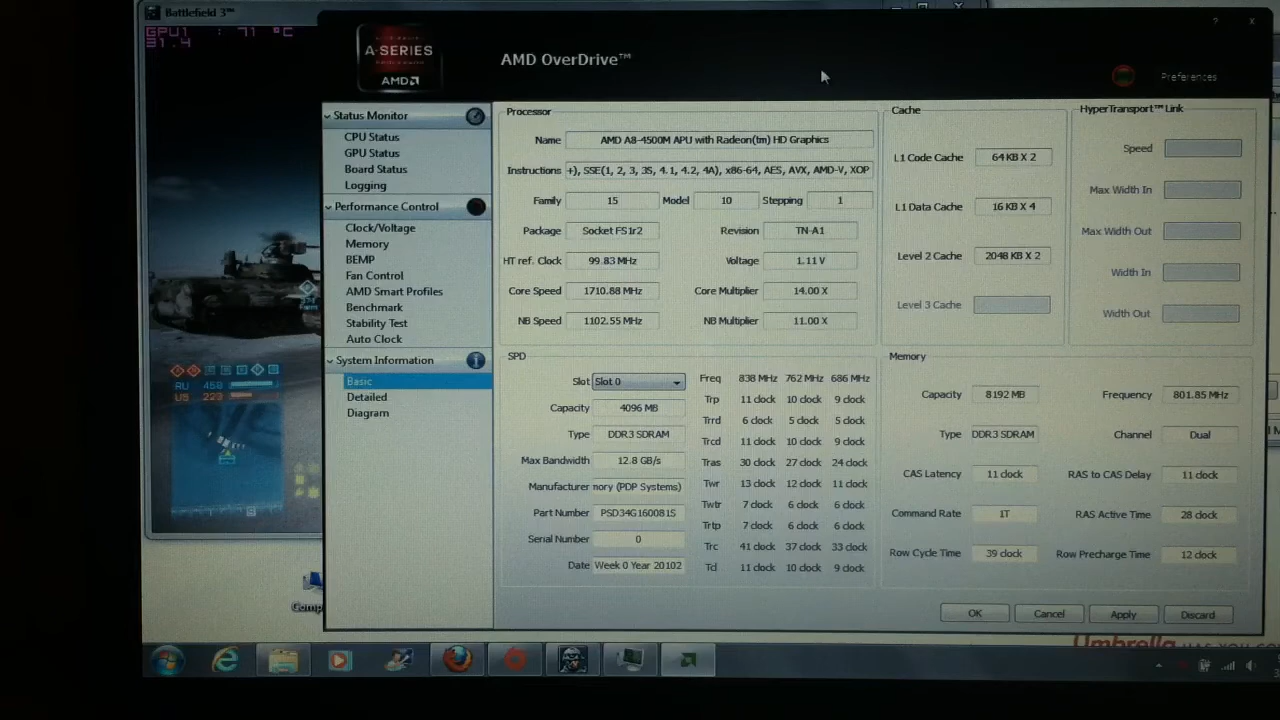 Battlefield 3™
GPU1 : 71 °C
31.4
A-SERIES
AMD
AMD OverDrive™
? X
Preferences
Status Monitor
CPU Status
GPU Status
Board Status
Logging
Performance Control
Clock/Voltage
Memory
BEMP
Fan Control
AMD Smart Profiles
Benchmark
Stability Test
Auto Clock
System Information
Basic
Detailed
Diagram
Processor
Name AMD A8-4500M APU with Radeon(tm) HD Graphics
Instructions +), SSE(1, 2, 3, 3S, 4.1, 4.2, 4A), x86-64, AES, AVX, AMD-V, XOP
Family 15 Model 10 Stepping 1
Package Socket FS1r2 Revision TN-A1
HT ref. Clock 99.83 MHz Voltage 1.11 V
Core Speed 1710.88 MHz Core Multiplier 14.00 X
NB Speed 1102.55 MHz NB Multiplier 11.00 X
Cache
L1 Code Cache 64 KB X 2
L1 Data Cache 16 KB X 4
Level 2 Cache 2048 KB X 2
Level 3 Cache
HyperTransport™ Link
Speed
Max Width In
Max Width Out
Width In
Width Out
SPD
Slot Slot 0
Capacity 4096 MB
Type DDR3 SDRAM
Max Bandwidth 12.8 GB/s
Manufacturer nory (PDP Systems)
Part Number PSD34G160081S
Serial Number 0
Date Week 0 Year 20102
Freq 838 MHz 762 MHz 686 MHz
Trp 11 clock 10 clock 9 clock
Trrd 6 clock 5 clock 5 clock
Trcd 11 clock 10 clock 9 clock
Tras 30 clock 27 clock 24 clock
Twr 13 clock 12 clock 11 clock
Twtr 7 clock 6 clock 6 clock
Trtp 7 clock 6 clock 6 clock
Trc 41 clock 37 clock 33 clock
Tcl 11 clock 10 clock 9 clock
Memory
Capacity 8192 MB Frequency 801.85 MHz
Type DDR3 SDRAM Channel Dual
CAS Latency 11 clock RAS to CAS Delay 11 clock
Command Rate 1T RAS Active Time 28 clock
Row Cycle Time 39 clock Row Precharge Time 12 clock
OK Cancel Apply Discard
RU 458
US 223
Comp
Umbrella HAS YOU CO